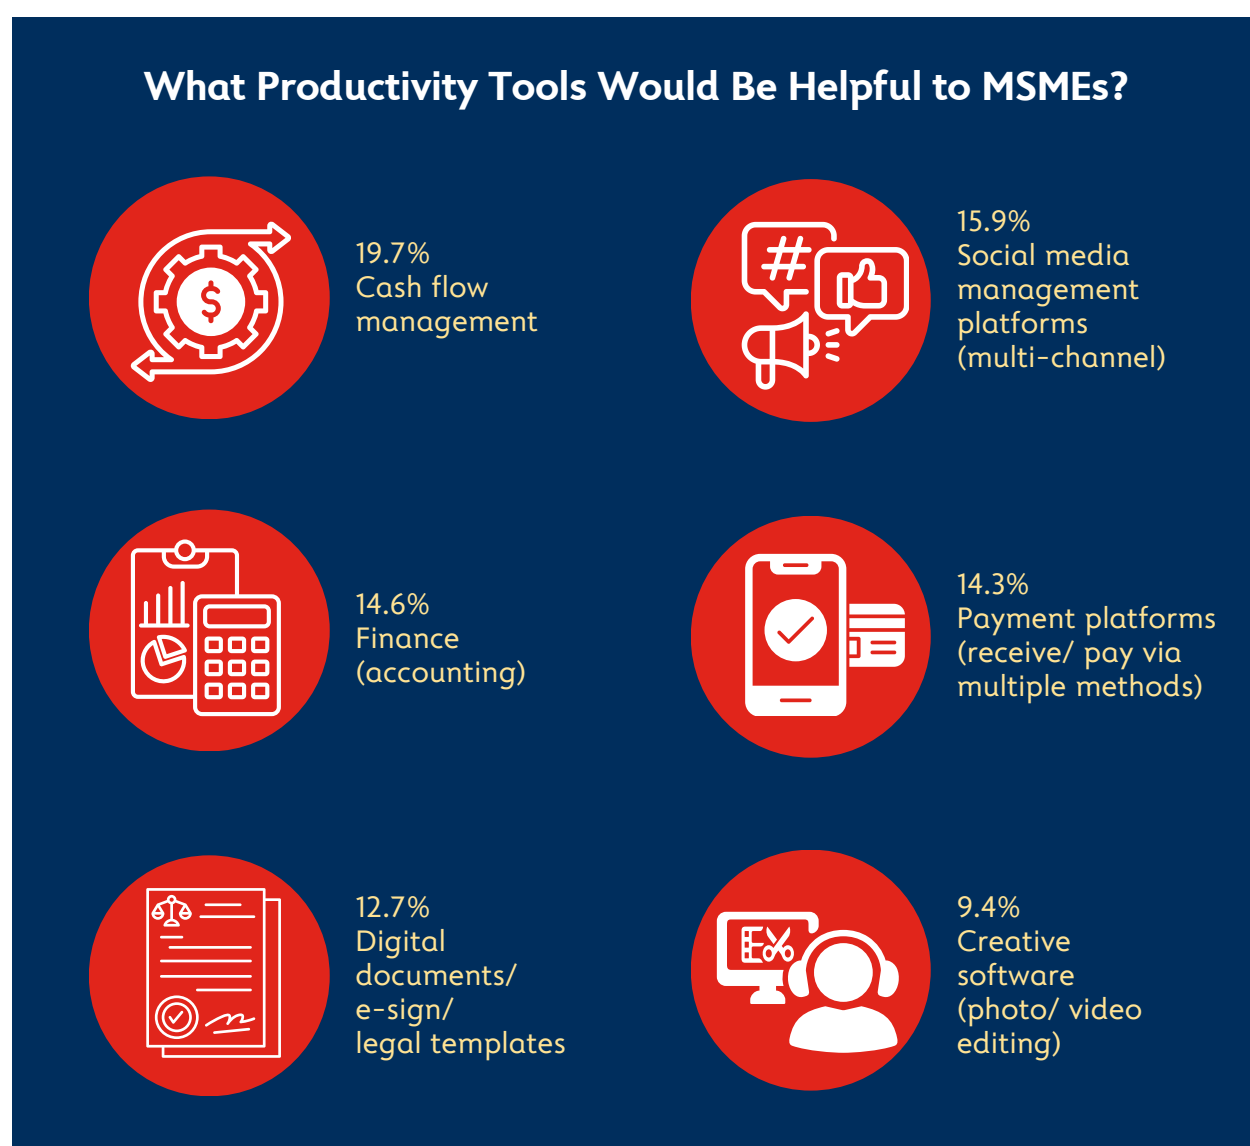 What Productivity Tools Would Be Helpful to MSMEs?
19.7%
Cash flow
management
15.9%
Social media
management
platforms
(multi-channel)
14.6%
Finance
(accounting)
14.3%
Payment platforms
(receive/ pay via
multiple methods)
12.7%
Digital
documents/
e-sign/
legal templates
9.4%
Creative
software
(photo/ video
editing)